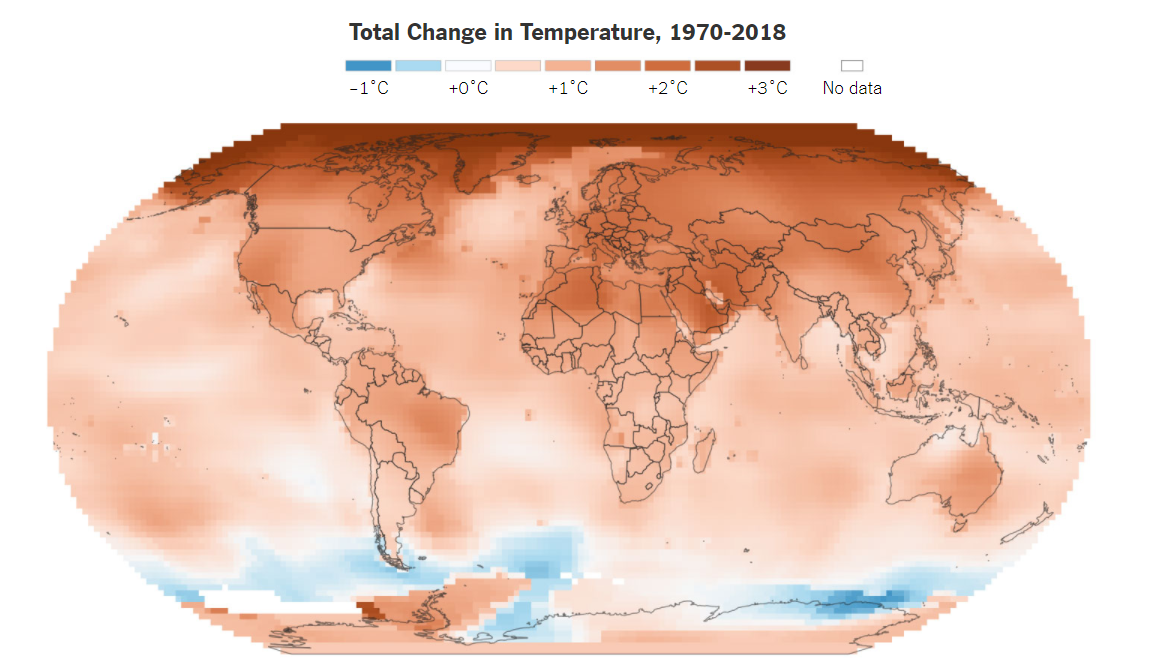 Total Change in Temperature, 1970-2018
−1˚C +0˚C +1˚C +2˚C +3˚C No data